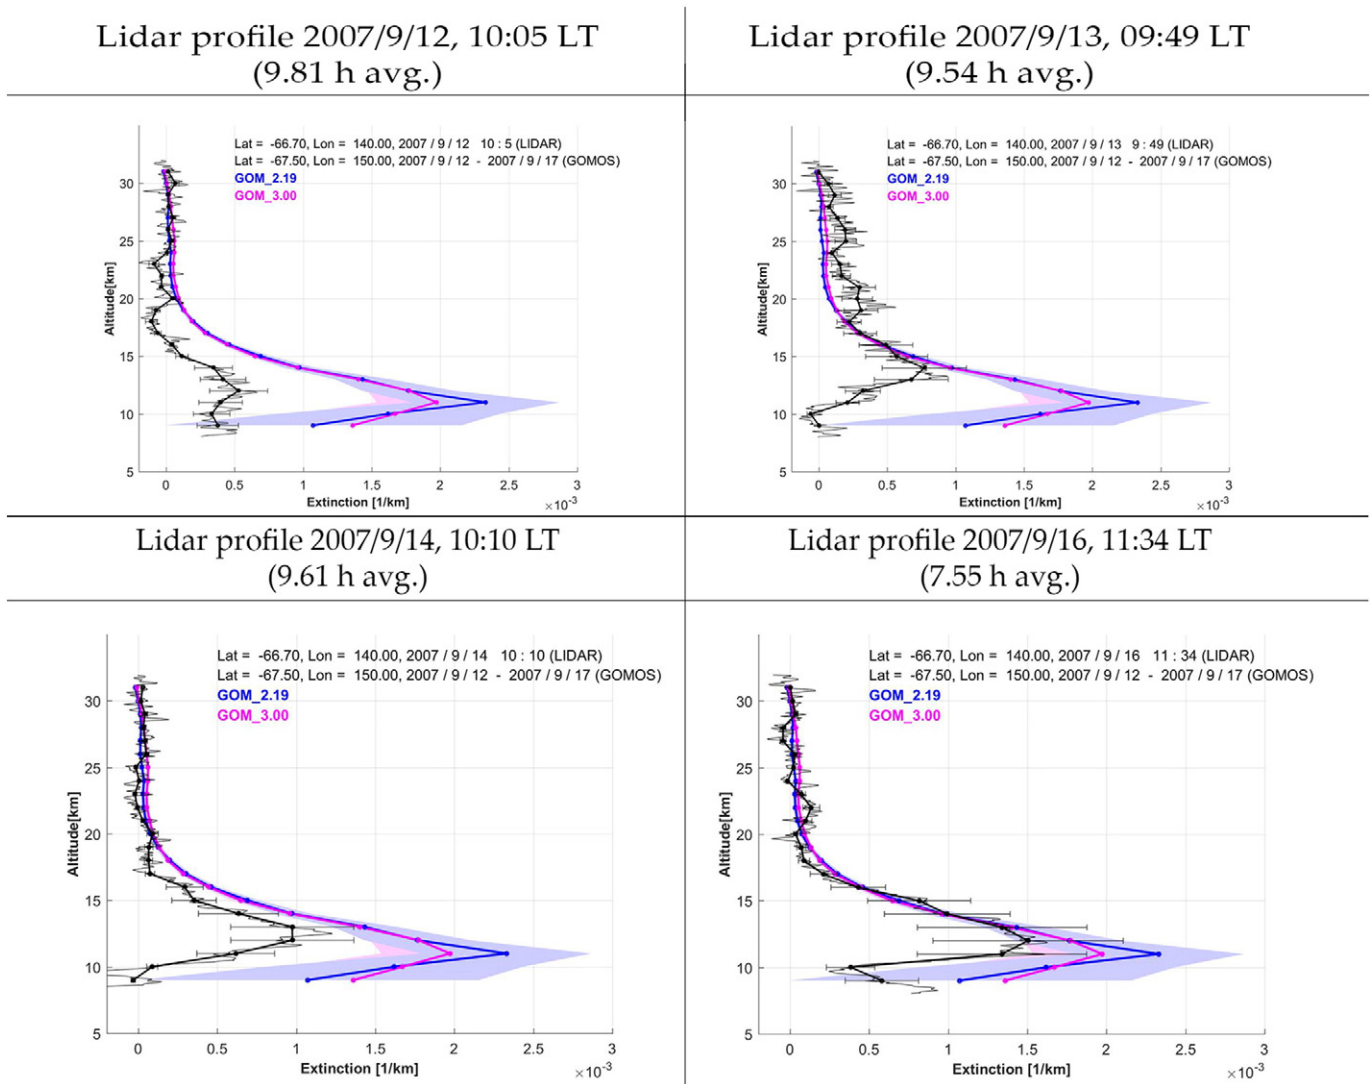 Lidar profile 2007/9/12, 10:05 LT
(9.81 h avg.)
Lidar profile 2007/9/13, 09:49 LT
(9.54 h avg.)
Lat = -66.70, Lon = 140.00, 2007 / 9 / 12 10 : 5 (LIDAR)
Lat = -67.50, Lon = 150.00, 2007 / 9 / 12 - 2007 / 9 / 17 (GOMOS)
GOM_2.19
GOM_3.00
30
25
20
15
10
5
Altitude[km]
0 0.5 1 1.5 2 2.5 3
Extinction [1/km]
×10⁻³
Lat = -66.70, Lon = 140.00, 2007 / 9 / 13 9 : 49 (LIDAR)
Lat = -67.50, Lon = 150.00, 2007 / 9 / 12 - 2007 / 9 / 17 (GOMOS)
GOM_2.19
GOM_3.00
30
25
20
15
10
5
Altitude[km]
0 0.5 1 1.5 2 2.5 3
Extinction [1/km]
×10⁻³
Lidar profile 2007/9/14, 10:10 LT
(9.61 h avg.)
Lidar profile 2007/9/16, 11:34 LT
(7.55 h avg.)
Lat = -66.70, Lon = 140.00, 2007 / 9 / 14 10 : 10 (LIDAR)
Lat = -67.50, Lon = 150.00, 2007 / 9 / 12 - 2007 / 9 / 17 (GOMOS)
GOM_2.19
GOM_3.00
30
25
20
15
10
5
Altitude[km]
0 0.5 1 1.5 2 2.5 3
Extinction [1/km]
×10⁻³
Lat = -66.70, Lon = 140.00, 2007 / 9 / 16 11 : 34 (LIDAR)
Lat = -67.50, Lon = 150.00, 2007 / 9 / 12 - 2007 / 9 / 17 (GOMOS)
GOM_2.19
GOM_3.00
30
25
20
15
10
5
Altitude[km]
0 0.5 1 1.5 2 2.5 3
Extinction [1/km]
×10⁻³